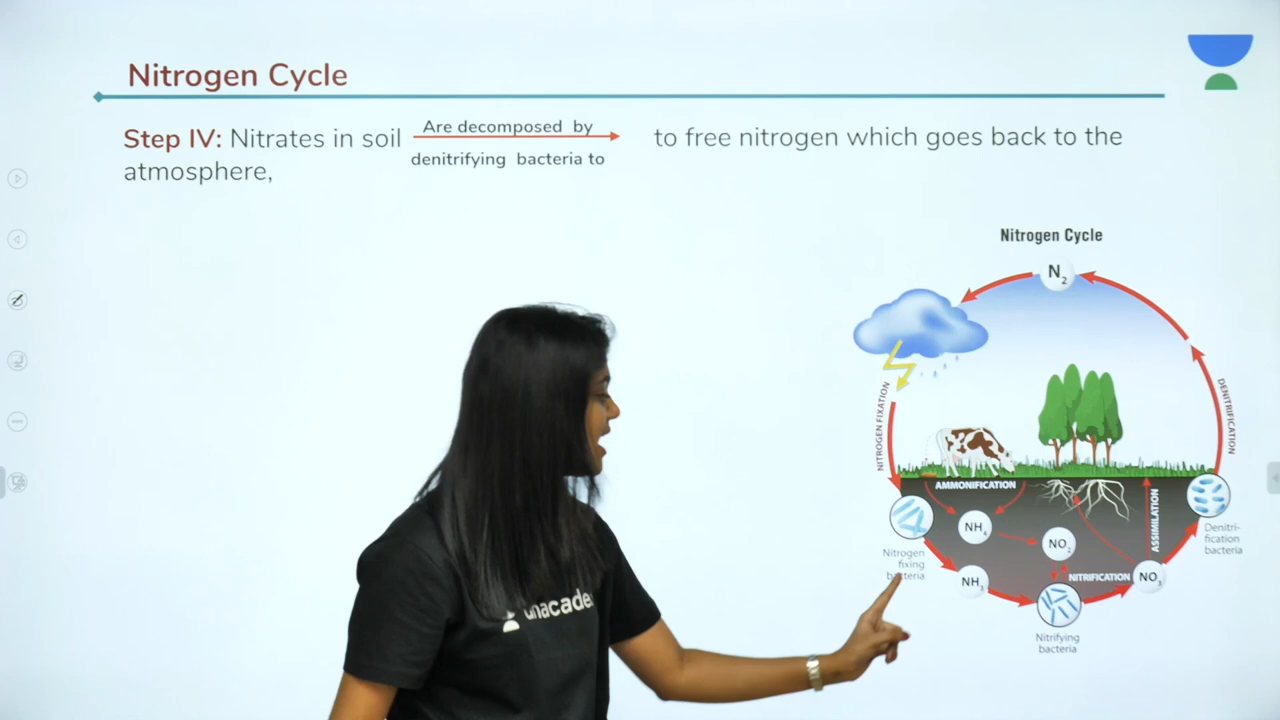 Nitrogen Cycle
Step IV: Nitrates in soil Are decomposed by to free nitrogen which goes back to the
denitrifying bacteria to
atmosphere,
Nitrogen Cycle
N2
NITROGEN FIXATION
DENITRIFICATION
AMMONIFICATION
ASSIMILATION
NH4
NO2
Nitrogen
fixing
bacteria
Denitri-
fication
bacteria
NH3
NITRIFICATION
NO3
Nitrifying
bacteria
unacade